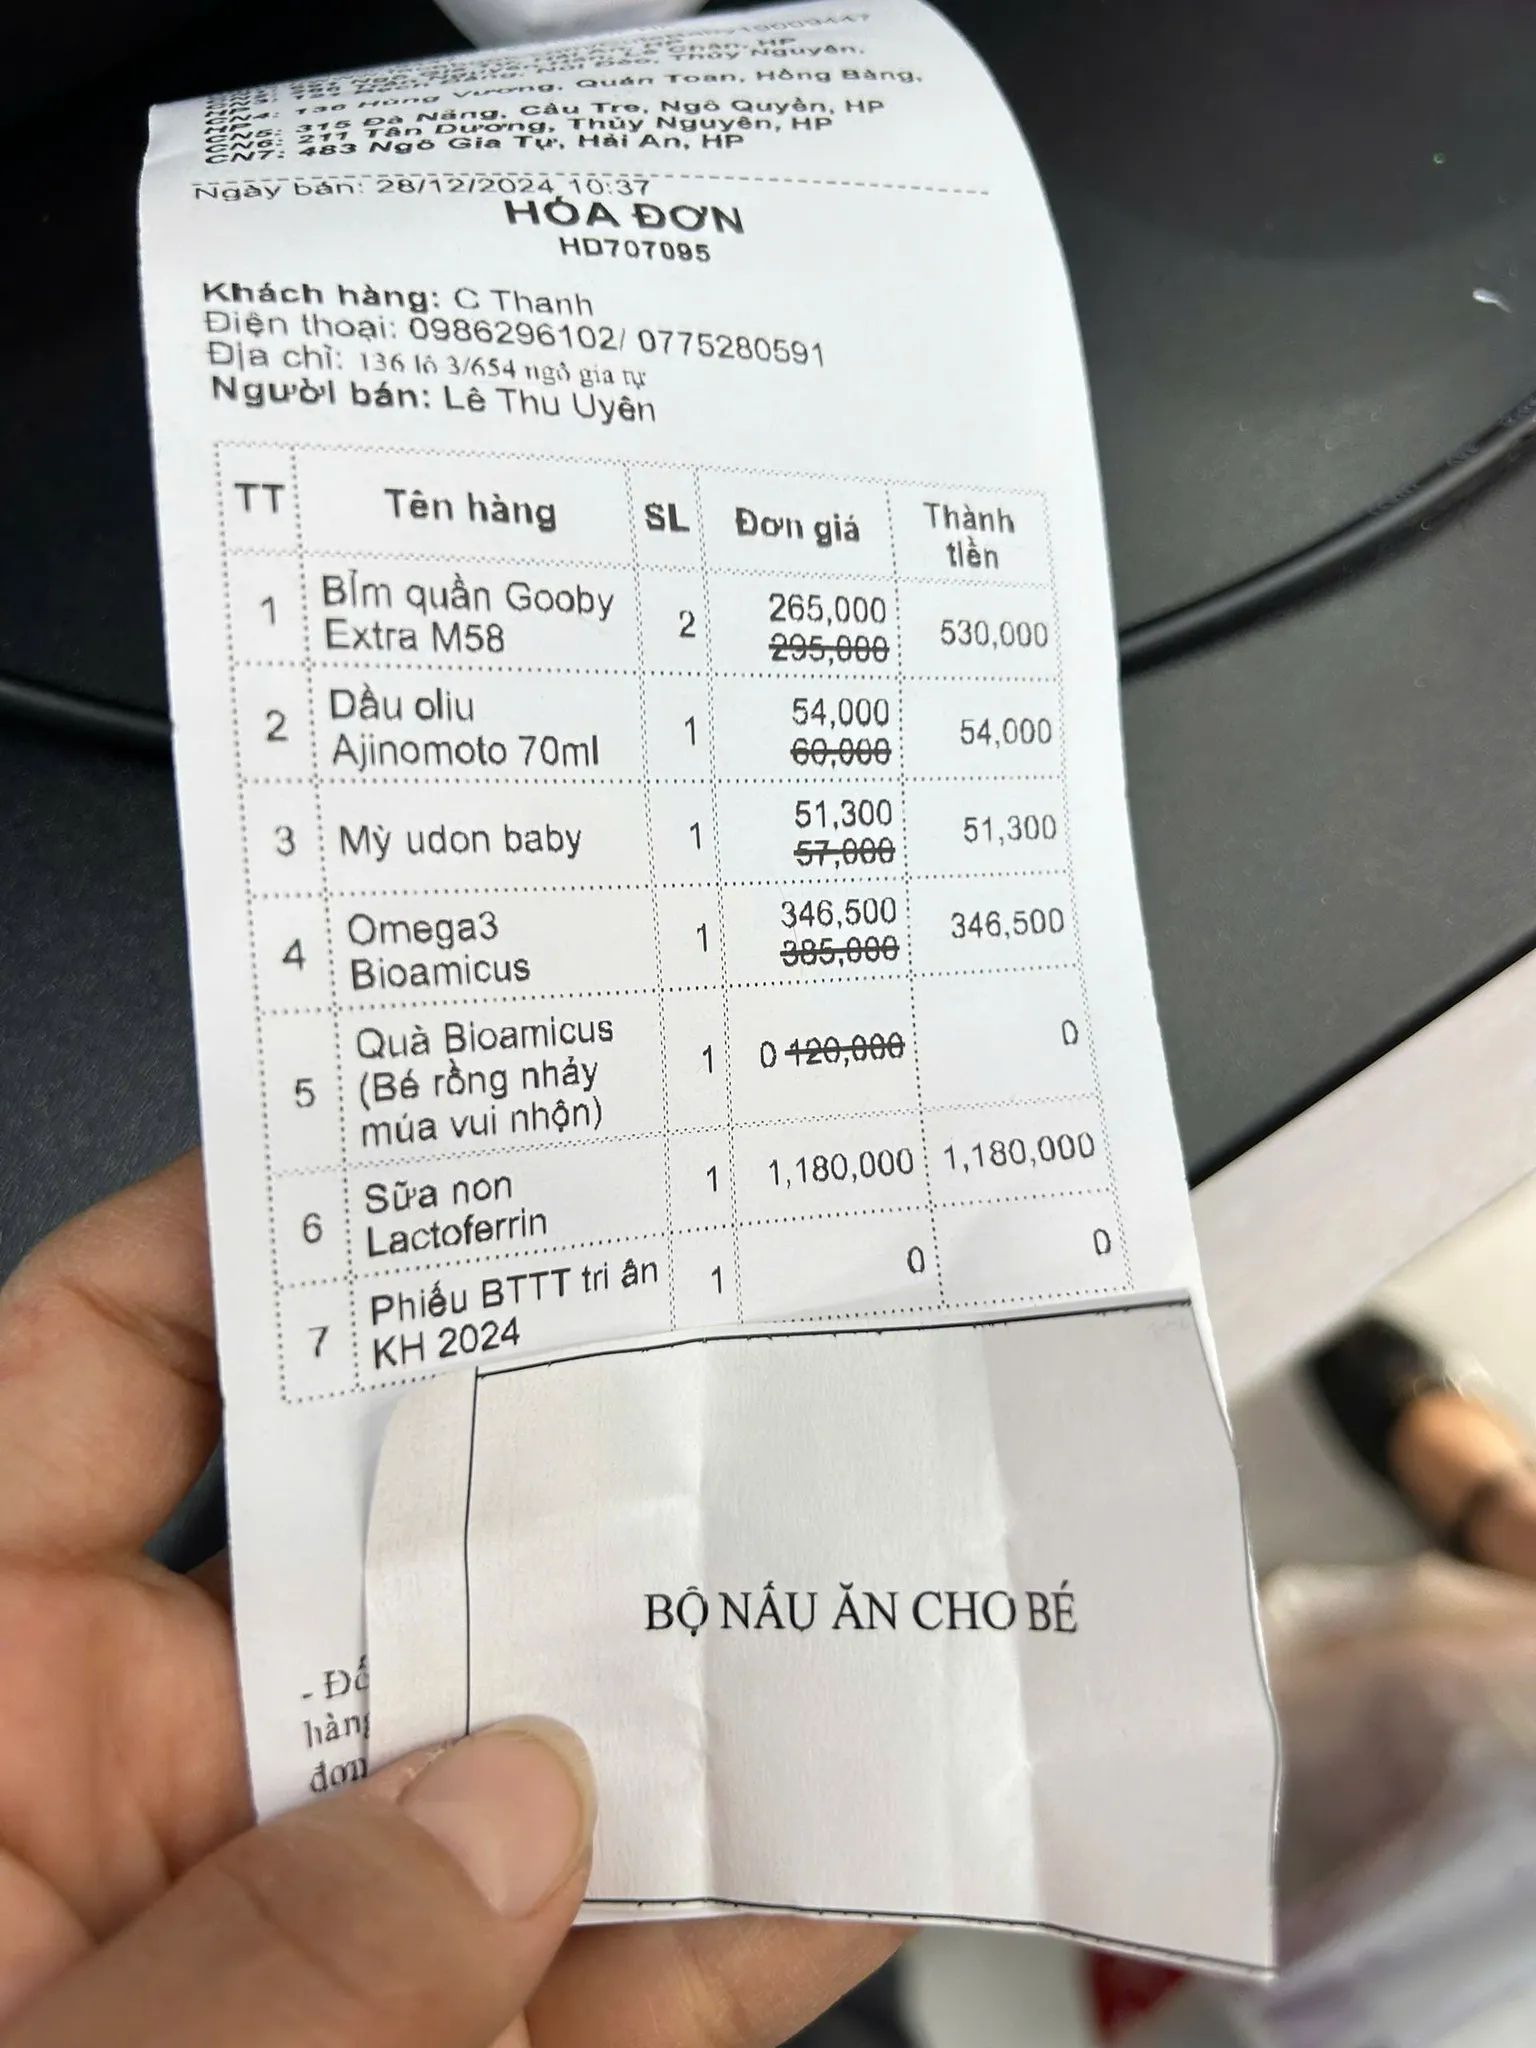 CN4: 136 Hùng Vương, Quán Toan, Hồng Bàng,
HP
CN5: 315 Đà Nẵng, Cầu Tre, Ngô Quyền, HP
CN6: 211 Tân Dương, Thủy Nguyên, HP
CN7: 483 Ngô Gia Tự, Hải An, HP
Ngày bán: 28/12/2024 10:37
HÓA ĐƠN
HD707095
Khách hàng: C Thanh
Điện thoại: 0986296102/ 0775280591
Địa chỉ: 136 lô 3/654 ngô gia tự
Người bán: Lê Thu Uyên
TT Tên hàng SL Đơn giá Thành
tiền
1 Bỉm quần Gooby 2 265,000 530,000
Extra M58 295,000
2 Dầu oliu 1 54,000 54,000
Ajinomoto 70ml 60,000
3 Mỳ udon baby 1 51,300 51,300
57,000
4 Omega3 1 346,500 346,500
Bioamicus 385,000
5 Quà Bioamicus 1 0 120,000 0
(Bé rồng nhảy
múa vui nhộn)
6 Sữa non 1 1,180,000 1,180,000
Lactoferrin
7 Phiếu BTTT tri ân 1 0 0
KH 2024
BỘ NẤU ĂN CHO BÉ
- Đổ
hàng
đơn